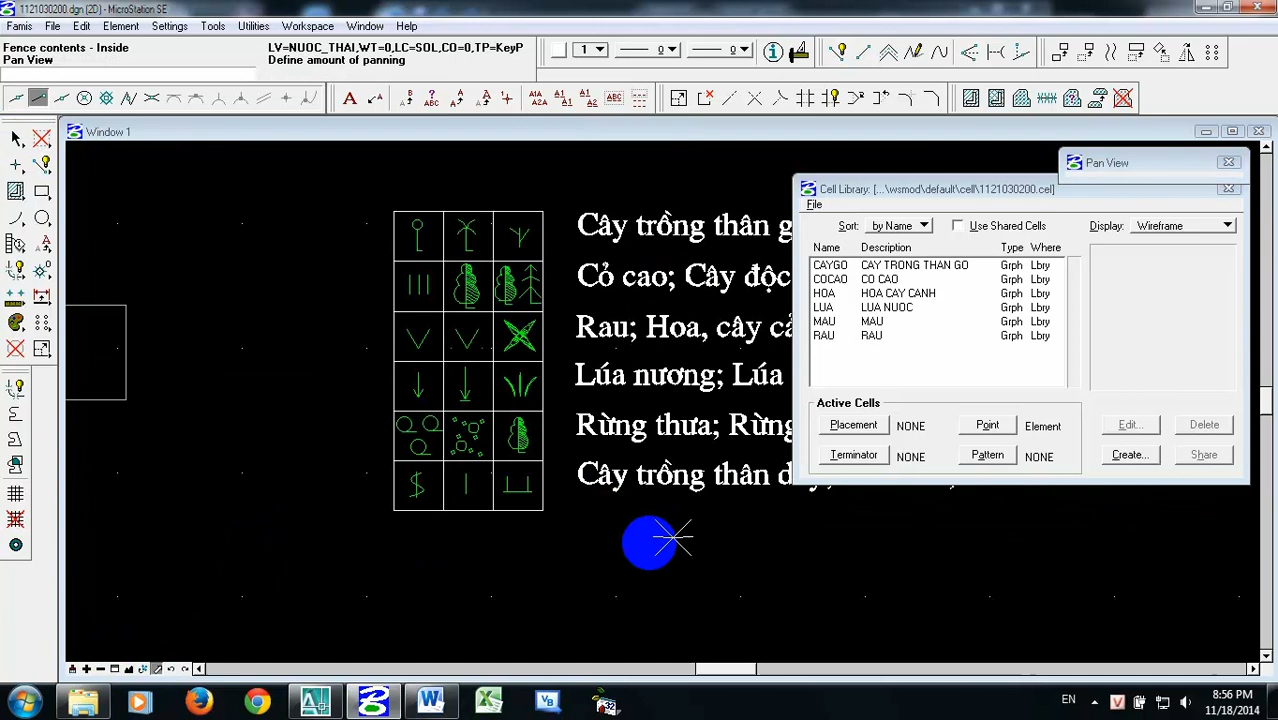 1121030200.dgn (2D) - MicroStation SE
Famis File Edit Element Settings Tools Utilities Workspace Window Help
Fence contents - Inside
Pan View
LV=NUOC_THAI,WT=0,LC=SOL,CO=0,TP=KeyP
Define amount of panning
1 0 0
Window 1
Pan View
Cell Library: [...\wsmod\default\cell\1121030200.cel]
File
Sort: by Name Use Shared Cells Display: Wireframe
Name Description Type Where
CAYGO CAY TRONG THAN GO Grph Lbry
COCAO CO CAO Grph Lbry
HOA HOA CAY CANH Grph Lbry
LUA LUA NUOC Grph Lbry
MAU MAU Grph Lbry
RAU RAU Grph Lbry
Active Cells
Placement NONE Point Element Edit... Delete
Terminator NONE Pattern NONE Create... Share
Cây trồng thân g
Cỏ cao; Cây độc
Rau; Hoa, cây cả
Lúa nương; Lúa
Rừng thưa; Rừng
Cây trồng thân d
EN 8:56 PM
11/18/2014